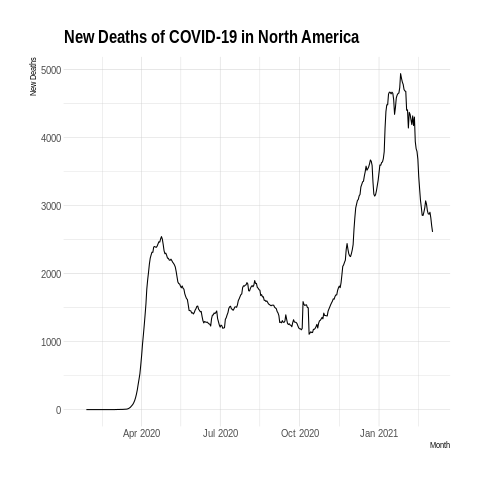 New Deaths of COVID-19 in North America
New Deaths
5000
4000
3000
2000
1000
0
Apr 2020 Jul 2020 Oct 2020 Jan 2021
Month